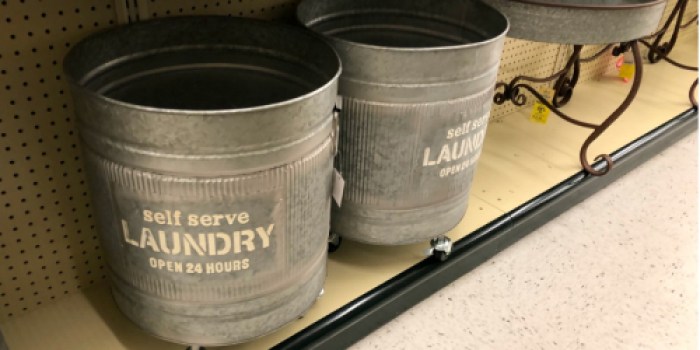 self serve
LAUNDRY
OPEN 24 HOURS
self serve
LAUNDRY
OPEN 24 HOURS